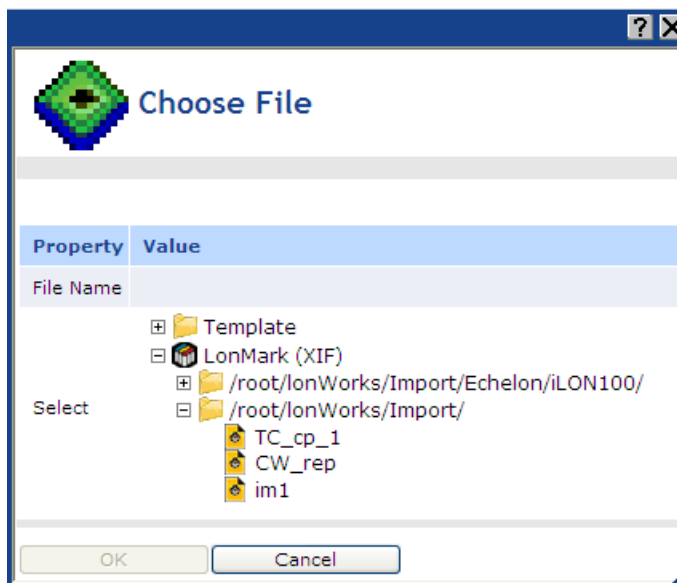 Choose File
Property Value
File Name
Select
Template
LonMark (XIF)
/root/lonWorks/Import/Echelon/iLON100/
/root/lonWorks/Import/
TC_cp_1
CW_rep
im1
OK Cancel